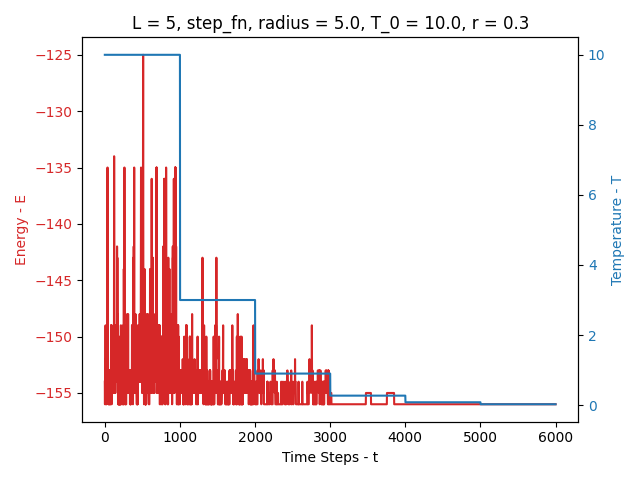 L = 5, step_fn, radius = 5.0, T_0 = 10.0, r = 0.3
Energy - E
−125
−130
−135
−140
−145
−150
−155
10
8
6
4
2
0
Temperature - T
0 1000 2000 3000 4000 5000 6000
Time Steps - t